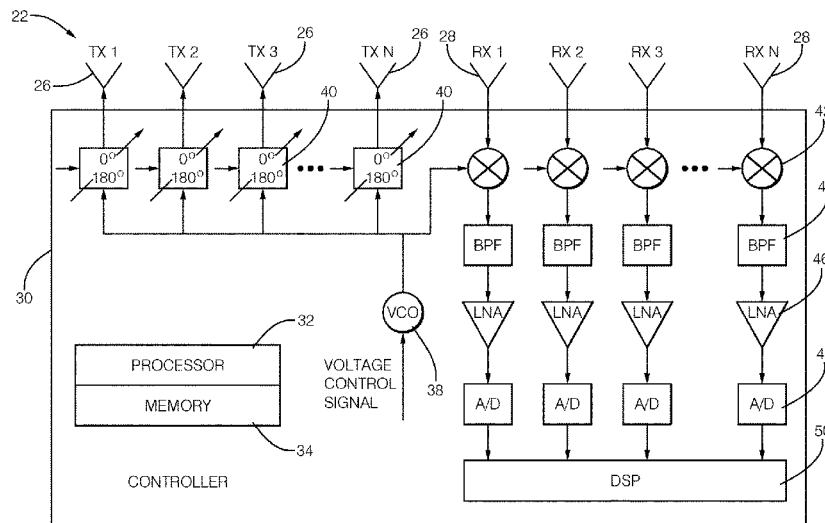 22
TX 1 TX 2 TX 3 26 TX N 26 28 RX 1 RX 2 RX 3 RX N 28
26
40 40
0° 0° 0° 0°
180° 180° 180° 180°
BPF BPF BPF BPF
30
LNA LNA LNA LNA 46
VCO
38
32
PROCESSOR
MEMORY
34
VOLTAGE
CONTROL
SIGNAL
A/D A/D A/D A/D
50
DSP
CONTROLLER